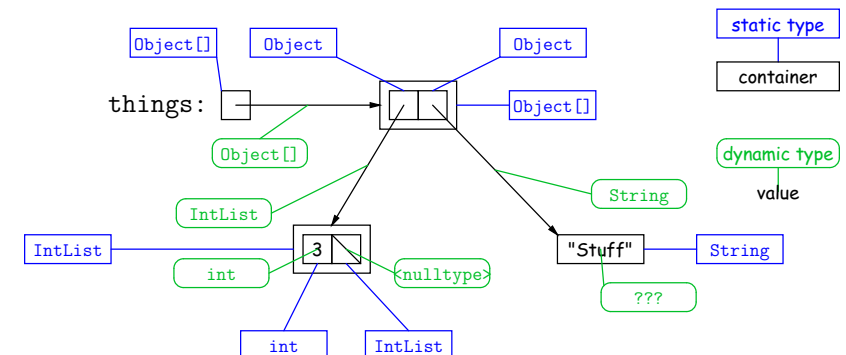 static type
Object[] Object Object
container
things:
Object[]
Object[]
dynamic type
value
String
IntList
IntList
3
"Stuff"
String
int
<nulltype>
???
int
IntList